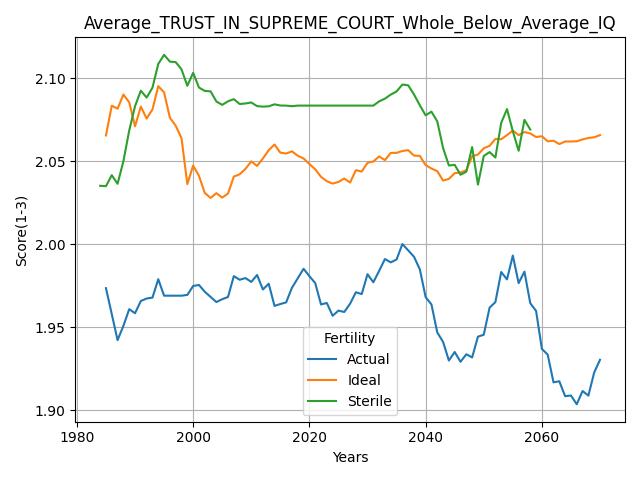 Average_TRUST_IN_SUPREME_COURT_Whole_Below_Average_IQ
Score(1-3)
2.10
2.05
2.00
1.95
1.90
Fertility
Actual
Ideal
Sterile
1980
2000
2020
2040
2060
Years